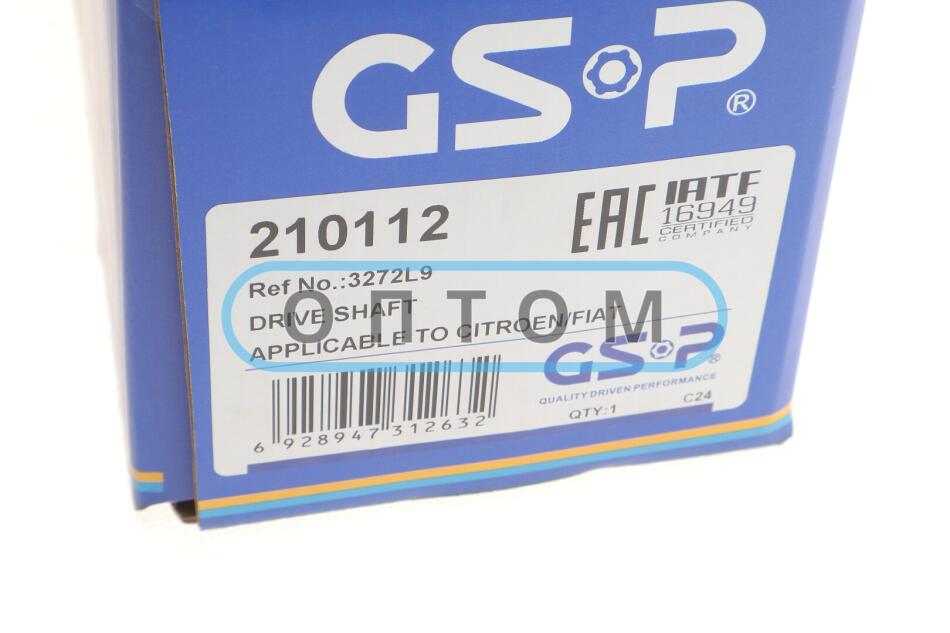 GSP®
210112
EAC
IATF
16949
CERTIFIED
COMPANY
Ref No.:3272L9
DRIVE SHAFT
APPLICABLE TO CITROEN/FIAT
ОПТОМ
GSP®
QUALITY DRIVEN PERFORMANCE
QTY:1
C24
6 928947 312632